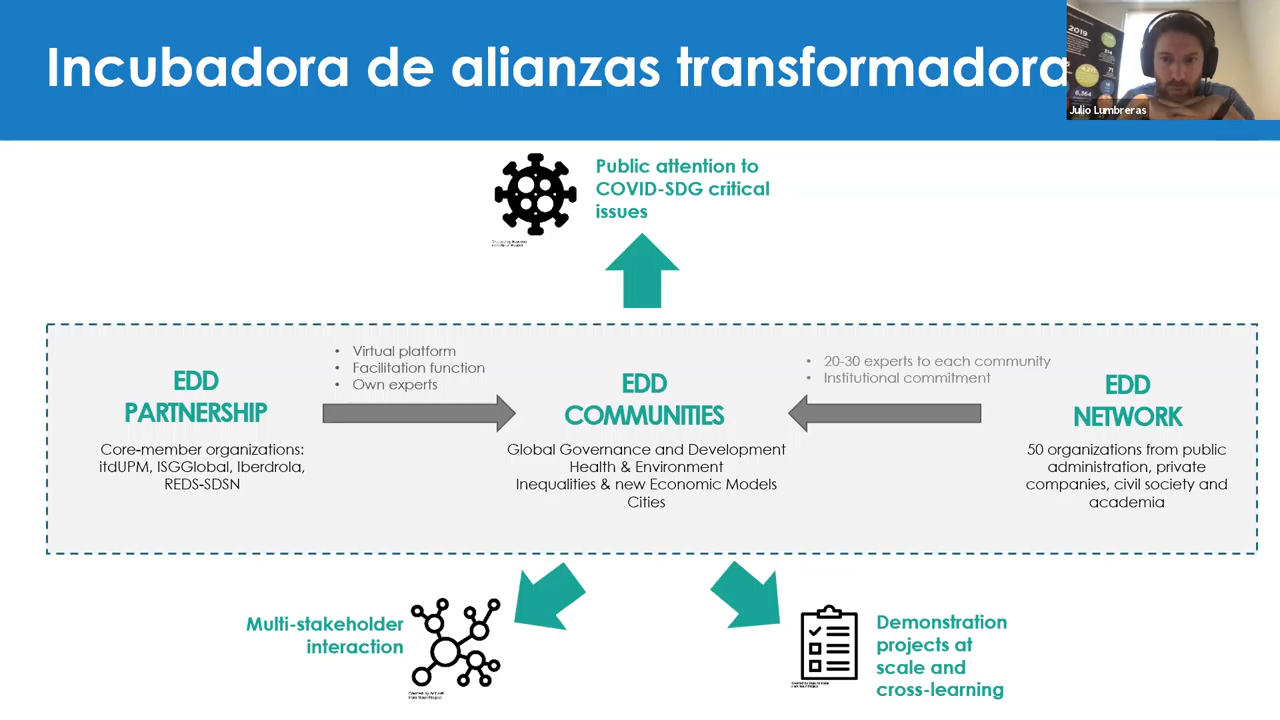 Incubadora de alianzas transformadora
2019
Julio Lumbreras
Public attention to
COVID-SDG critical
issues
EDD
PARTNERSHIP
Core-member organizations:
itdUPM, ISGGlobal, Iberdrola,
REDS-SDSN
• Virtual platform
• Facilitation function
• Own experts
EDD
COMMUNITIES
Global Governance and Development
Health & Environment
Inequalities & new Economic Models
Cities
• 20-30 experts to each community
• Institutional commitment
EDD
NETWORK
50 organizations from public
administration, private
companies, civil society and
academia
Multi-stakeholder
interaction
Demonstration
projects at
scale and
cross-learning